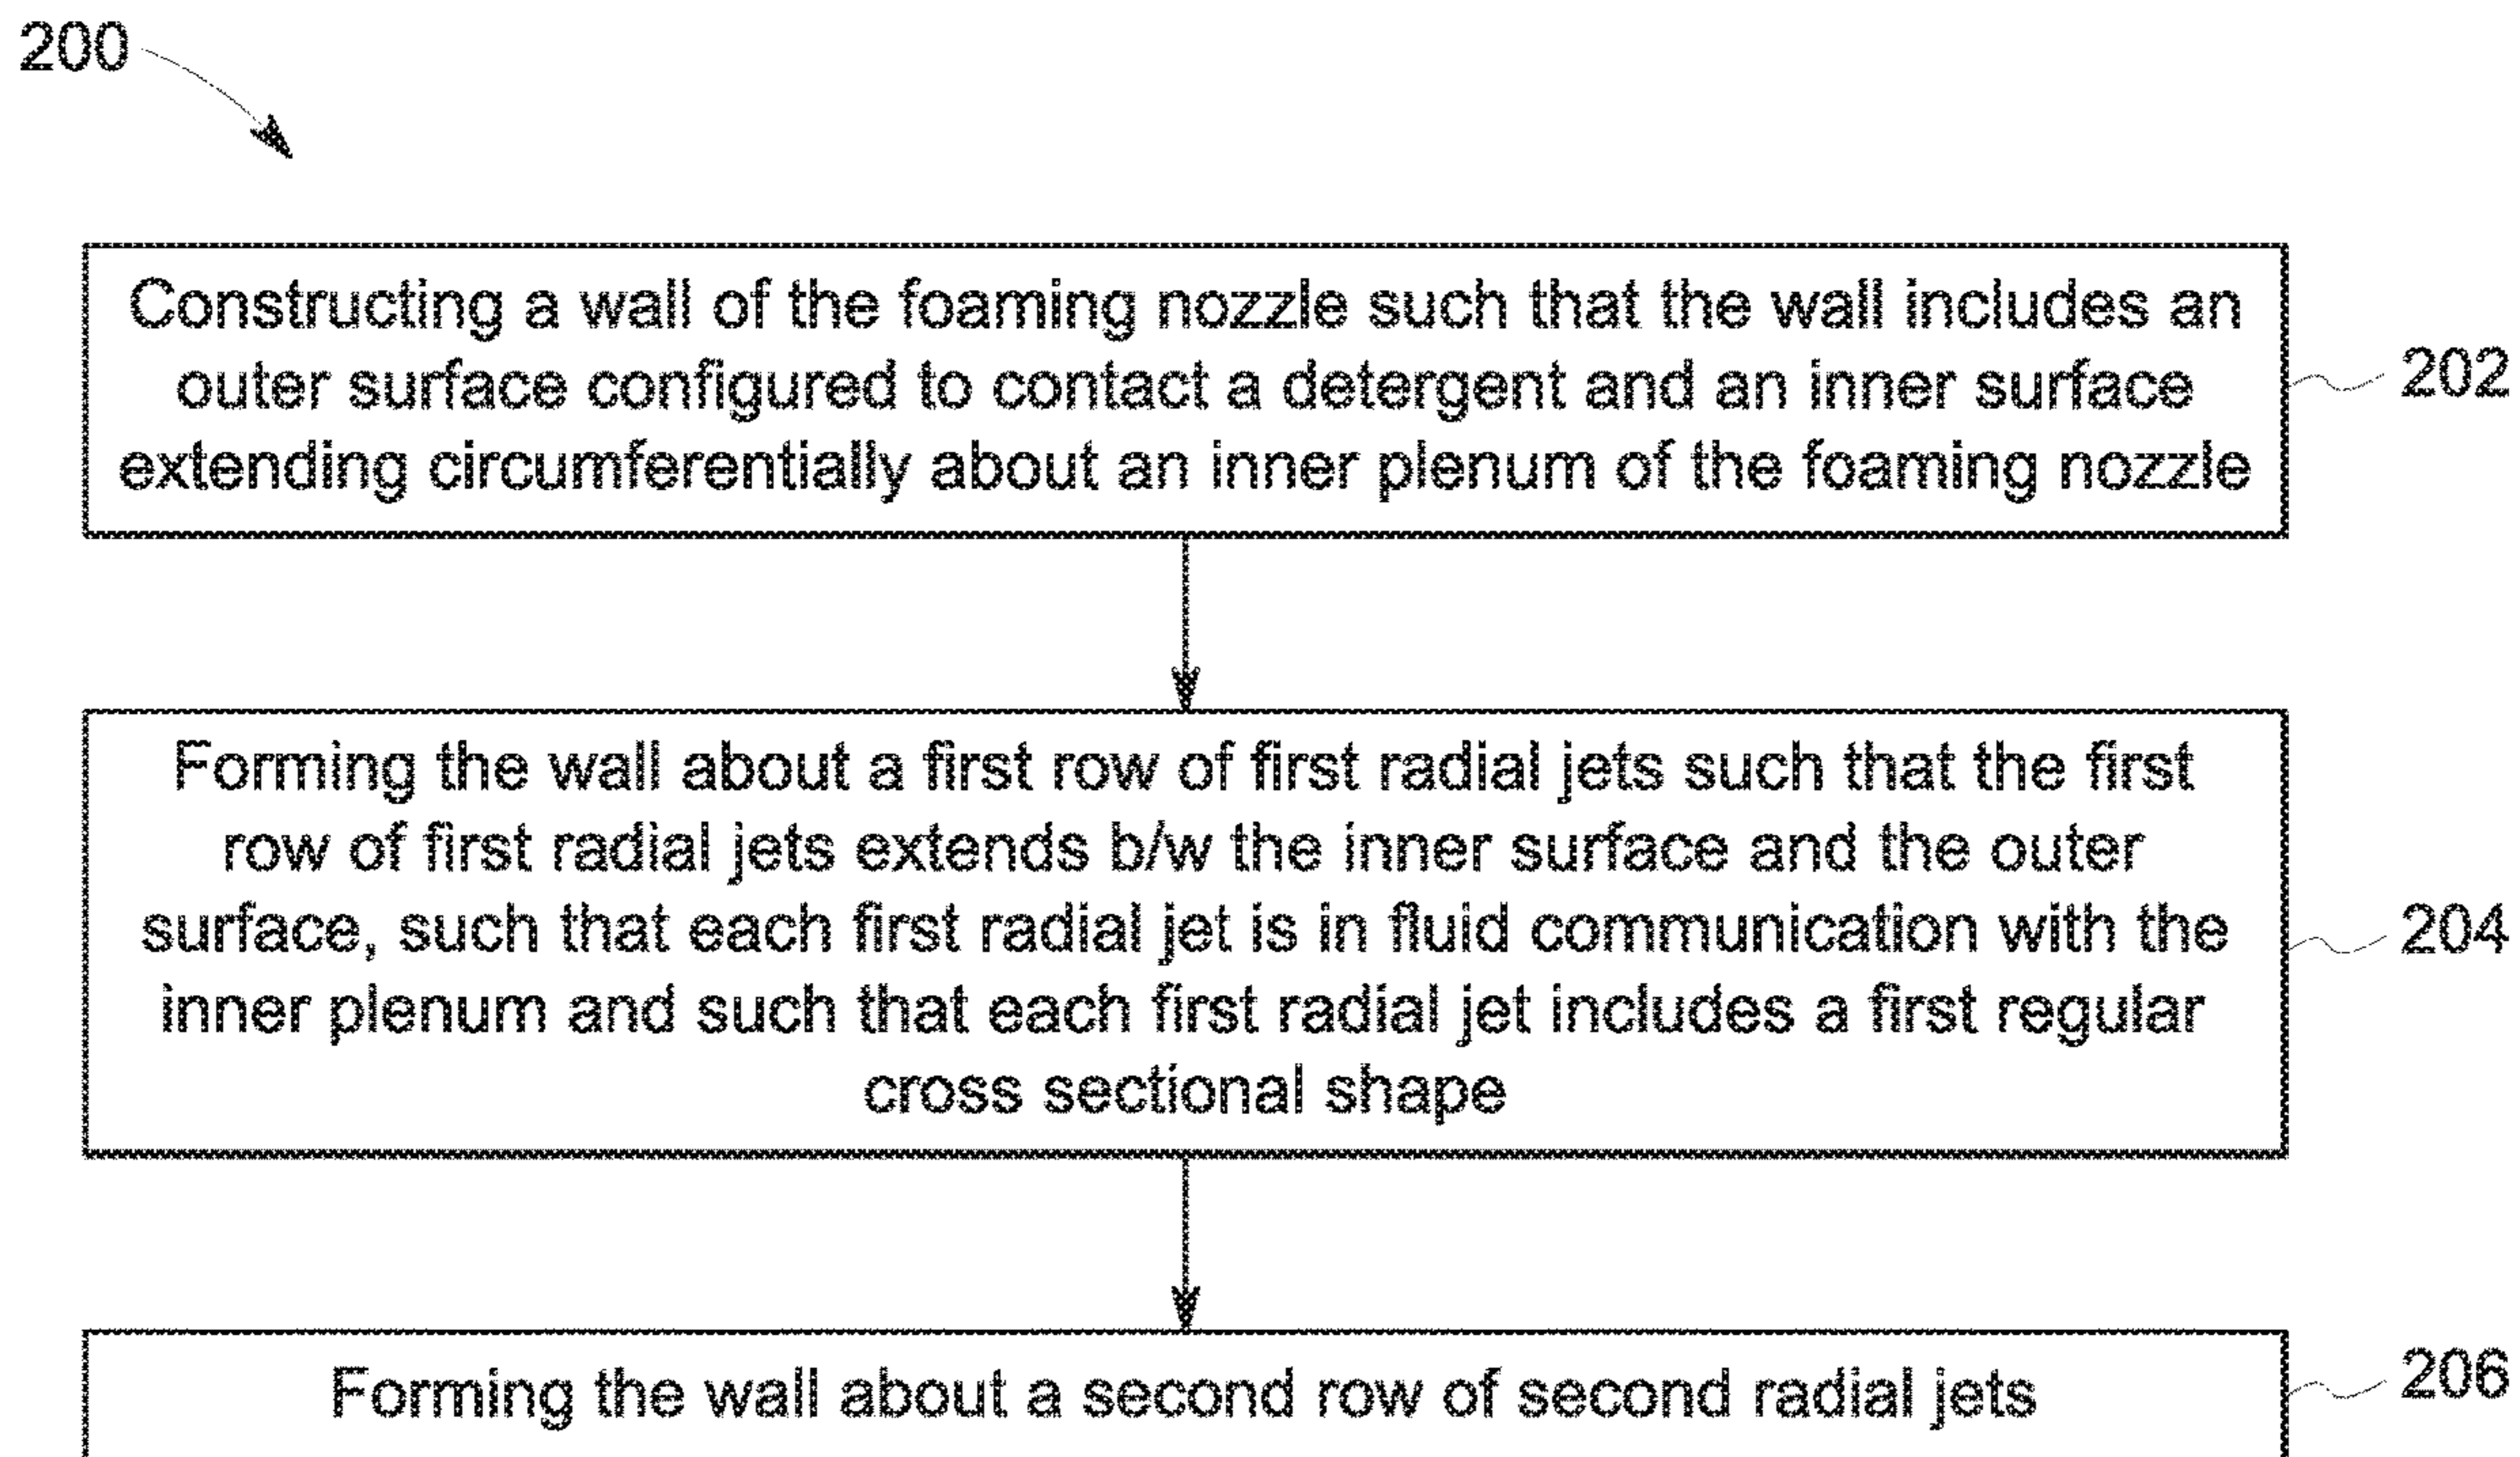 200
Constructing a wall of the foaming nozzle such that the wall includes an
outer surface configured to contact a detergent and an inner surface
extending circumferentially about an inner plenum of the foaming nozzle
202
Forming the wall about a first row of first radial jets such that the first
row of first radial jets extends b/w the inner surface and the outer
surface, such that each first radial jet is in fluid communication with the
inner plenum and such that each first radial jet includes a first regular
cross sectional shape
204
Forming the wall about a second row of second radial jets
206